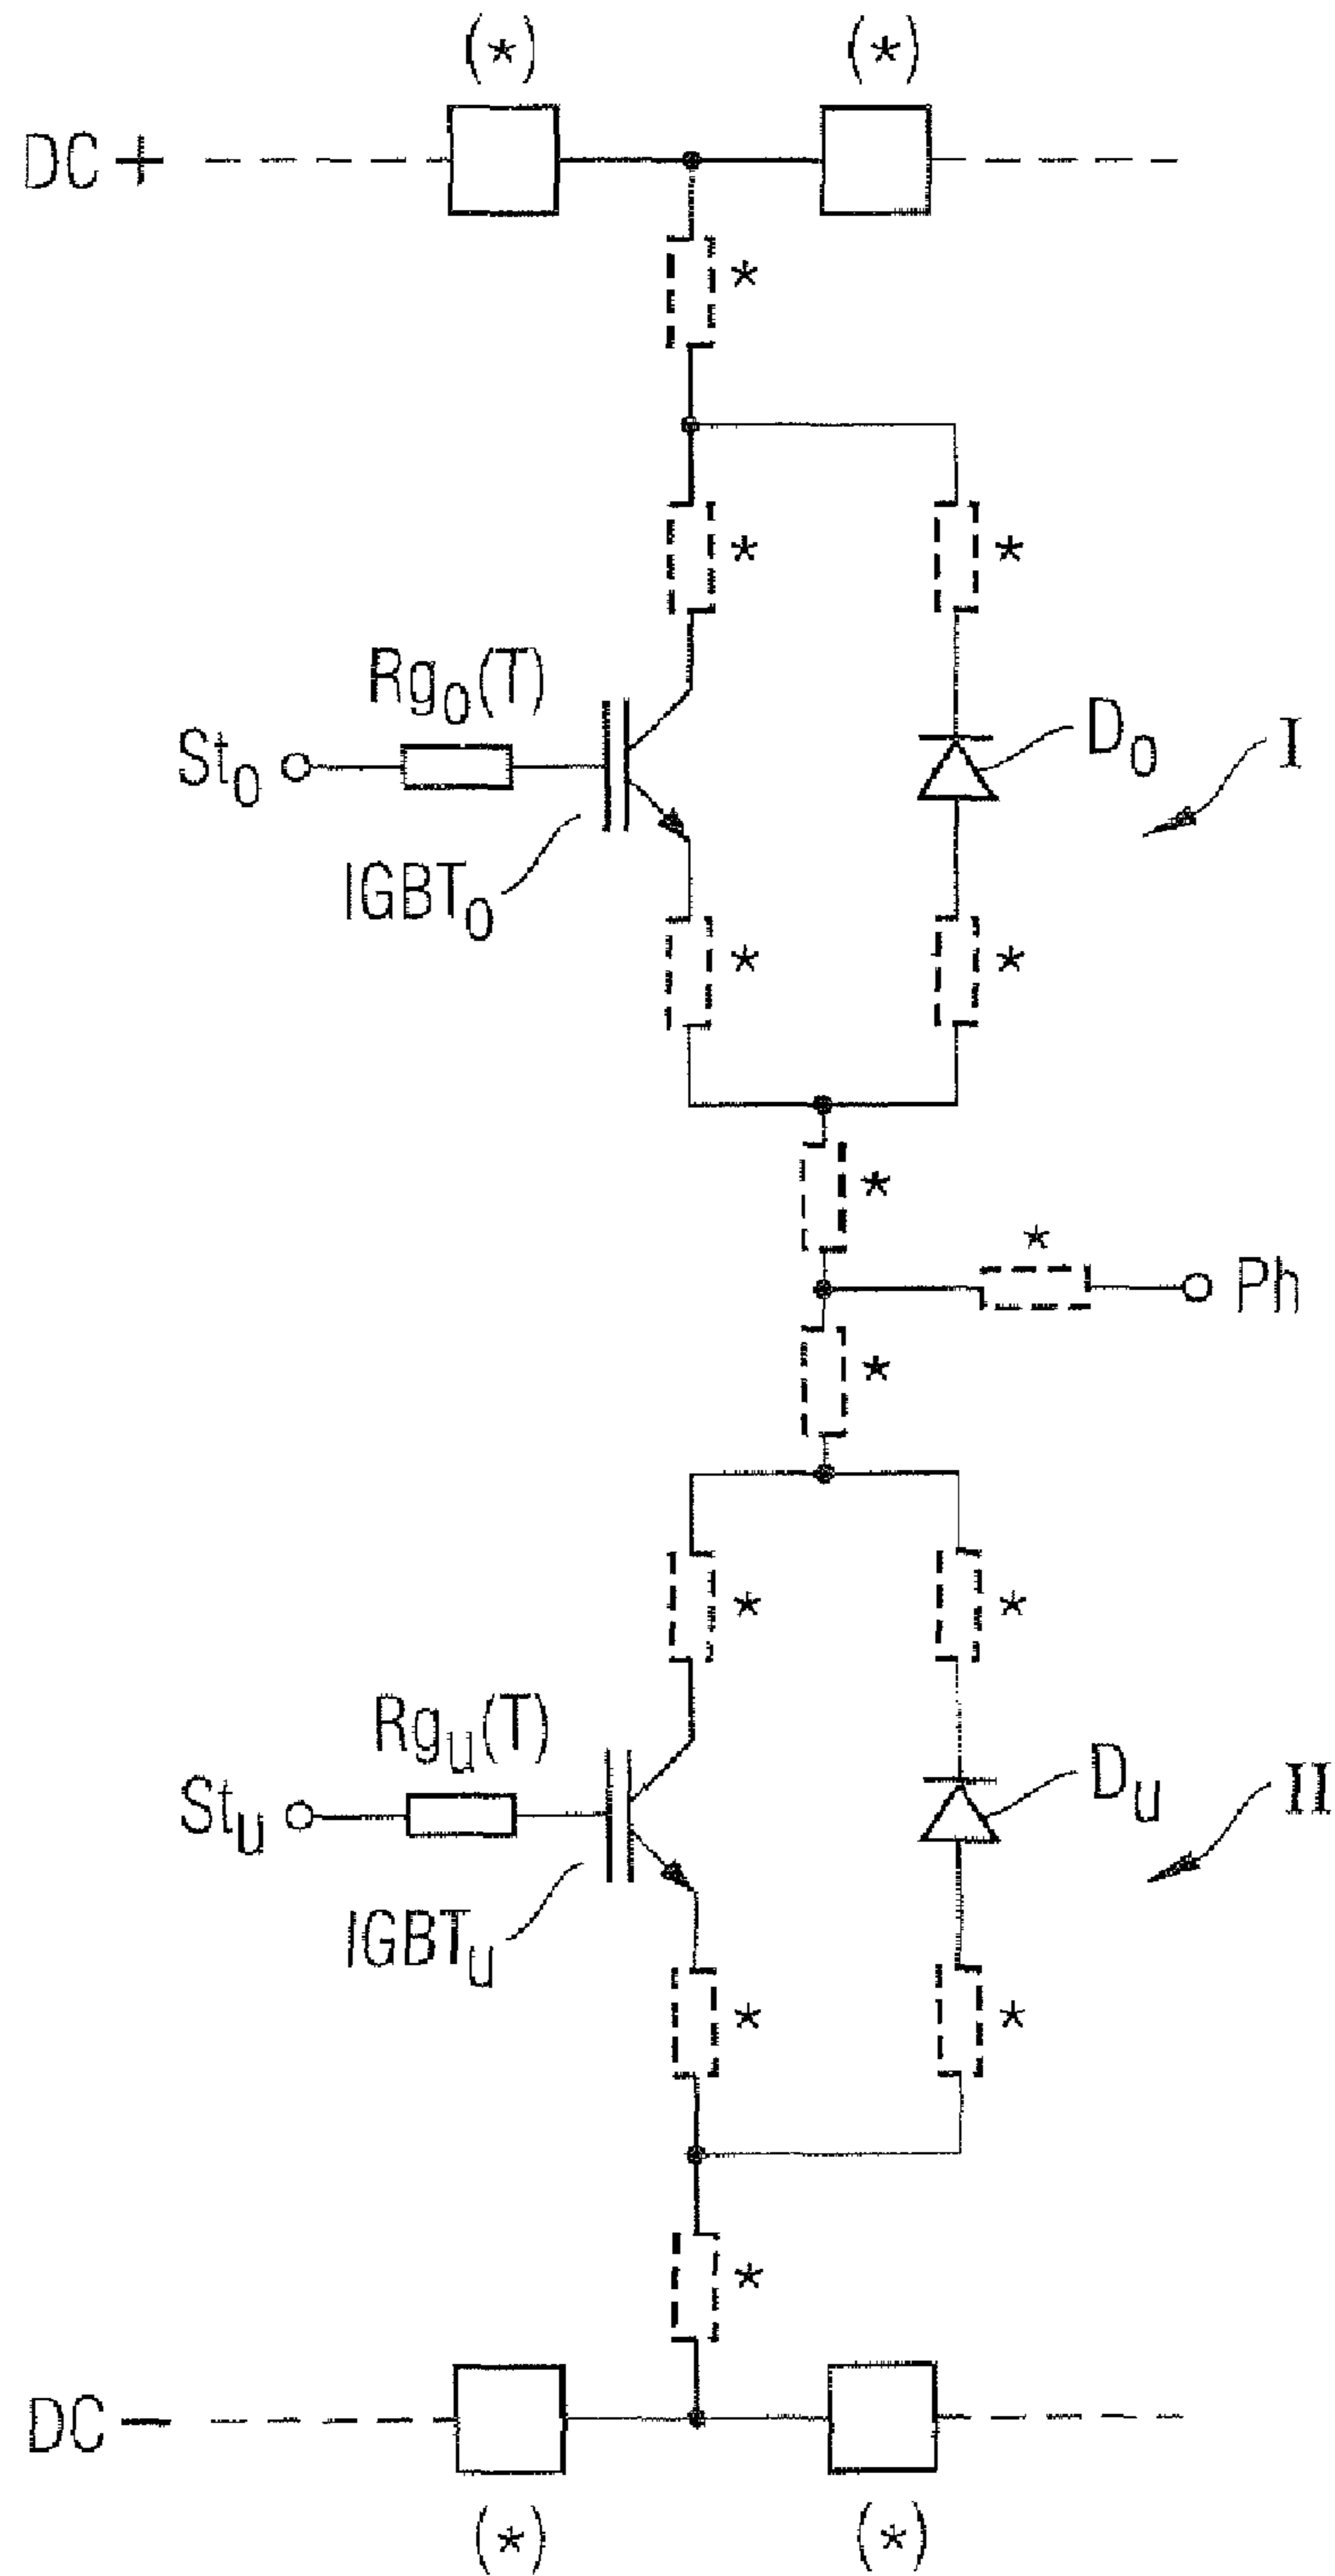 (*) (*)
DC +
*
* *
Rg₀(T)
St₀
D₀
I
IGBT₀
* *
*
*
Ph
*
* *
Rgᵤ(T)
Stᵤ
Dᵤ
II
IGBTᵤ
* *
*
DC –
(*) (*)